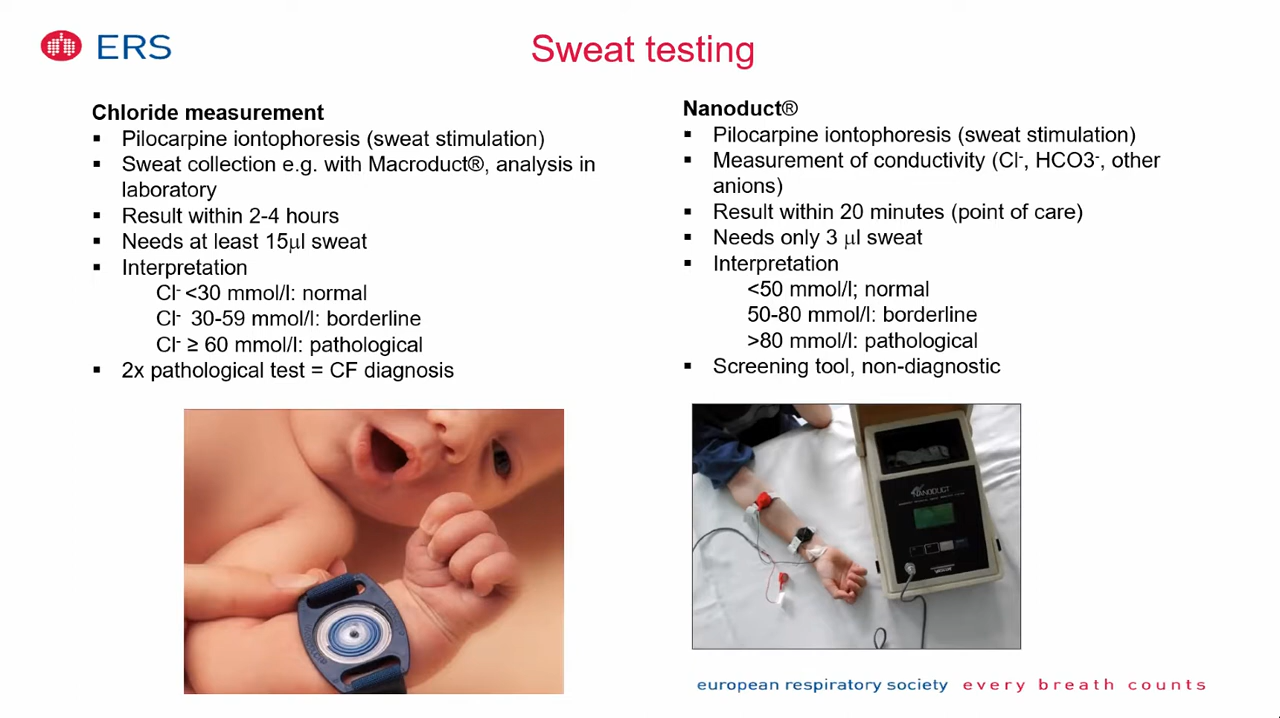 ERS
Sweat testing
Chloride measurement
▪ Pilocarpine iontophoresis (sweat stimulation)
▪ Sweat collection e.g. with Macroduct®, analysis in
laboratory
▪ Result within 2-4 hours
▪ Needs at least 15μl sweat
▪ Interpretation
Cl- <30 mmol/l: normal
Cl- 30-59 mmol/l: borderline
Cl- ≥ 60 mmol/l: pathological
▪ 2x pathological test = CF diagnosis
Nanoduct®
▪ Pilocarpine iontophoresis (sweat stimulation)
▪ Measurement of conductivity (Cl-, HCO3-, other
anions)
▪ Result within 20 minutes (point of care)
▪ Needs only 3 μl sweat
▪ Interpretation
<50 mmol/l; normal
50-80 mmol/l: borderline
>80 mmol/l: pathological
▪ Screening tool, non-diagnostic
NANODUCT
european respiratory society every breath counts